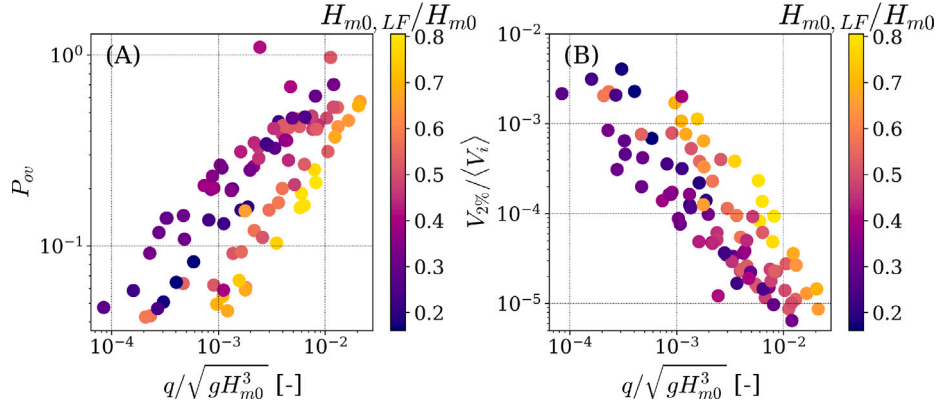 H_{m0, LF}/H_{m0}
(A)
10^0
10^{-1}
P_{ov}
10^{-4} 10^{-3} 10^{-2}
q/\sqrt{gH_{m0}^3} [-]
0.8
0.7
0.6
0.5
0.4
0.3
0.2
H_{m0, LF}/H_{m0}
(B)
10^{-2}
10^{-3}
10^{-4}
10^{-5}
V_{2%}/⟨V_i⟩
10^{-4} 10^{-3} 10^{-2}
q/\sqrt{gH_{m0}^3} [-]
0.8
0.7
0.6
0.5
0.4
0.3
0.2